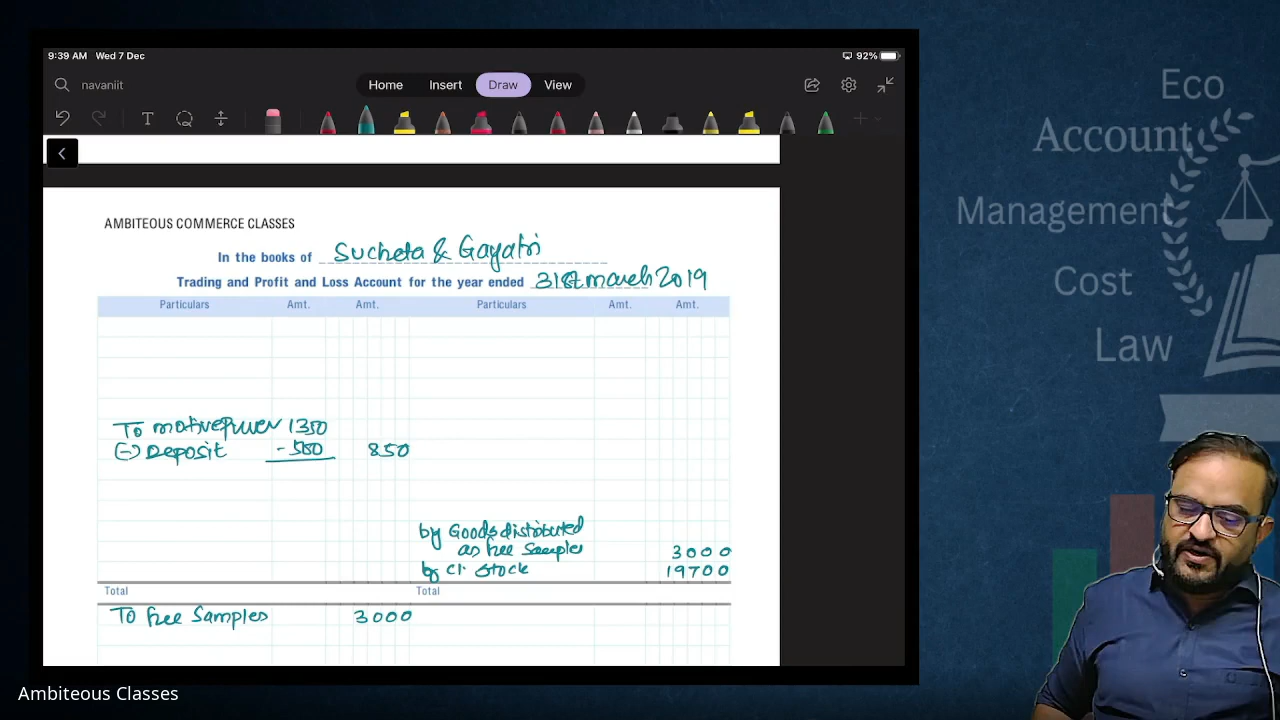 9:39 AM Wed 7 Dec
92%
navaniit
Home Insert Draw View
T
Eco
Account
Management
Cost
Law
AMBITEOUS COMMERCE CLASSES
In the books of Sucheta & Gayatri
Trading and Profit and Loss Account for the year ended 31st march 2019
Particulars Amt. Amt. Particulars Amt. Amt.
To motive power 1350
(-) Deposit - 500 850
by Goods distributed
as free Samples 3000
by Cl. Stock 19700
Total Total
To free Samples 3000
Ambiteous Classes